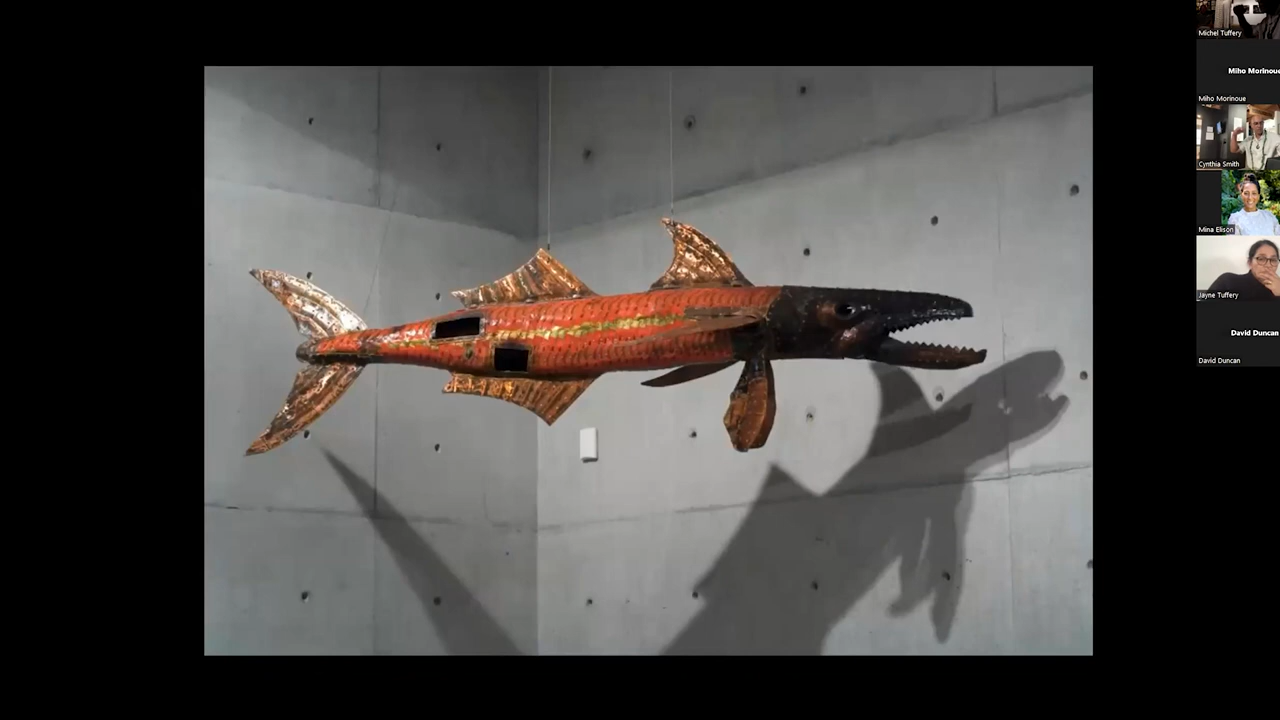 Michel Tuffery
Miho Morinoue
Miho Morinoue
Cynthia Smith
Mina Elison
Jayne Tuffery
David Duncan
David Duncan